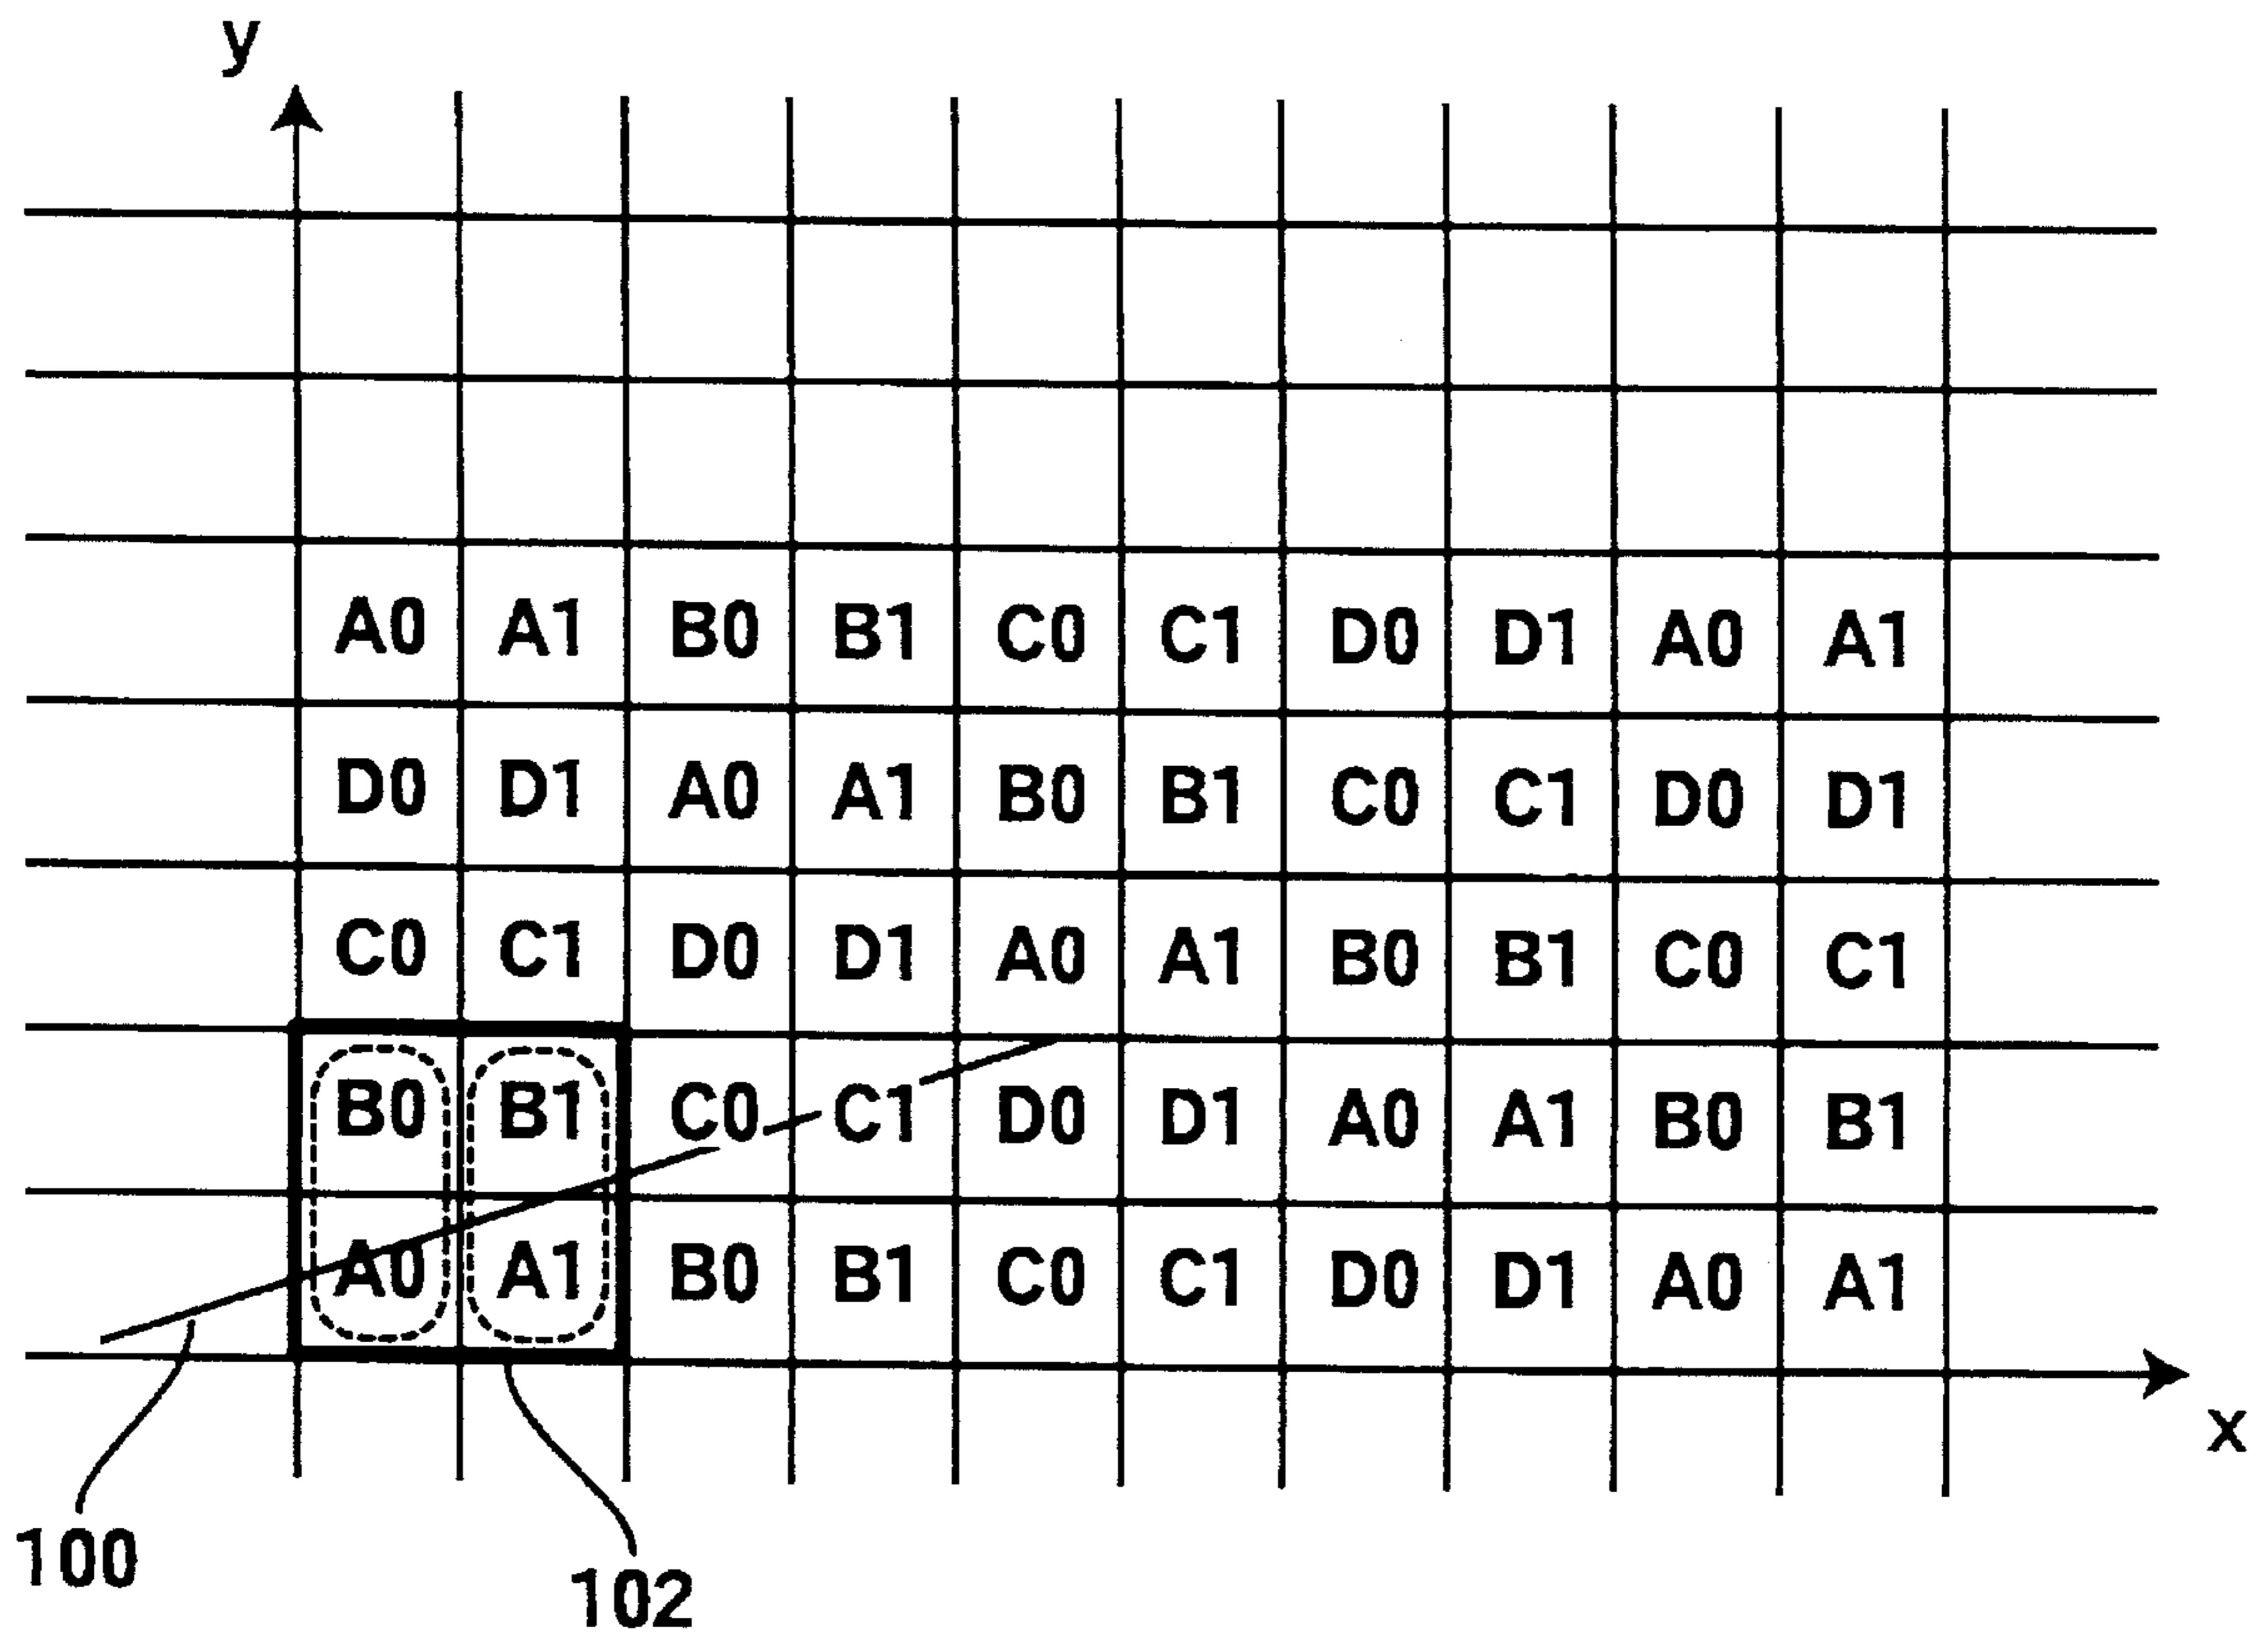 y
A0 A1 B0 B1 C0 C1 D0 D1 A0 A1
D0 D1 A0 A1 B0 B1 C0 C1 D0 D1
C0 C1 D0 D1 A0 A1 B0 B1 C0 C1
B0 B1 C0 C1 D0 D1 A0 A1 B0 B1
A0 A1 B0 B1 C0 C1 D0 D1 A0 A1
x
100
102